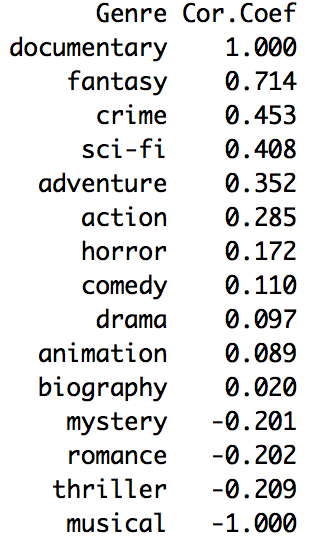 Genre Cor.Coef
documentary 1.000
fantasy 0.714
crime 0.453
sci-fi 0.408
adventure 0.352
action 0.285
horror 0.172
comedy 0.110
drama 0.097
animation 0.089
biography 0.020
mystery -0.201
romance -0.202
thriller -0.209
musical -1.000